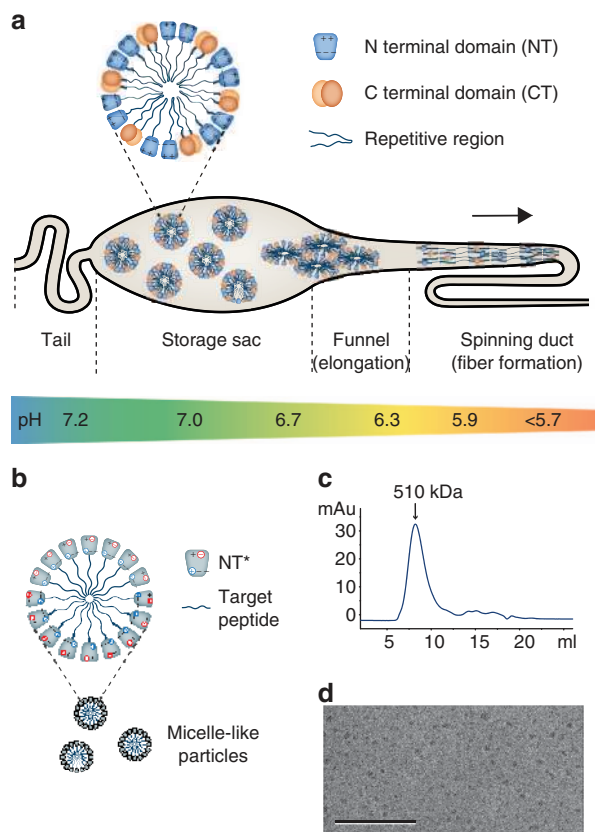 a
N terminal domain (NT)
C terminal domain (CT)
Repetitive region
Tail
Storage sac
Funnel
(elongation)
Spinning duct
(fiber formation)
pH 7.2 7.0 6.7 6.3 5.9 <5.7
b
NT*
Target
peptide
Micelle-like
particles
c
510 kDa
mAu
30
20
10
0
5 10 15 20 ml
d